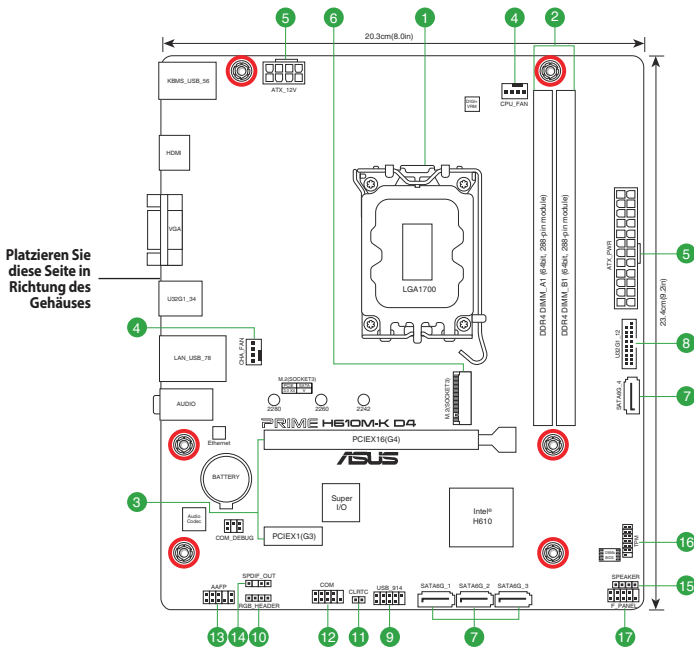 6
1
4
2
5
20.3cm(8.0in)
KBMS_USB_56
ATX_12V
CPU_FAN
DIGI+
VRM
HDMI
VGA
DDR4 DIMM_A1 (64bit, 288-pin module)
DDR4 DIMM_B1 (64bit, 288-pin module)
ATX_PWR
5
23.4cm(9.2in)
Platzieren Sie
diese Seite in
Richtung des
Gehäuses
LGA1700
U32G1_34
4
CHA_FAN
U32G1_12
8
LAN_USB_78
M.2(SOCKET3)
PCIE SATA
V
2280
2260
2242
M.2(SOCKET3)
SATA6G_4
7
AUDIO
Ethernet
PRIME H610M-K D4
PCIEX16(G4)
ASUS
BATTERY
3
Super
I/O
Intel®
H610
Audio
Codec
COM_DEBUG
PCIEX1(G3)
TPM
16
BIOS
SPDIF_OUT
AAFP
RGB_HEADER
COM
CLRTC
USB_914
SATA6G_1
SATA6G_2
SATA6G_3
SPEAKER
15
F_PANEL
13
14
10
12
11
9
7
17